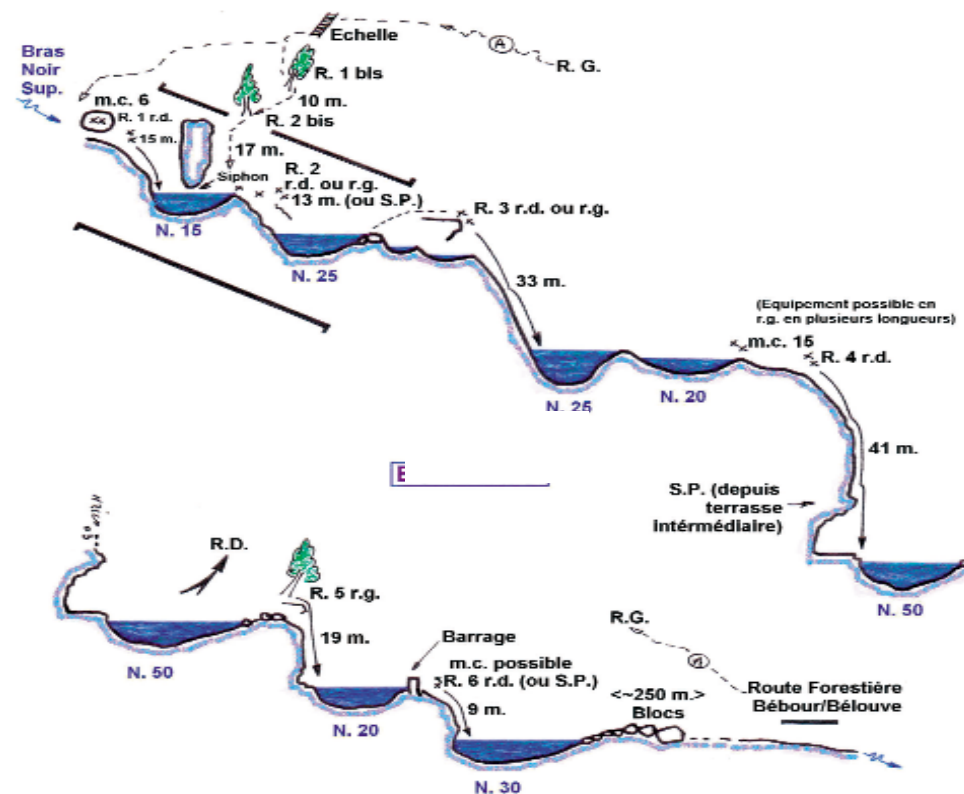 Echelle
A
R. G.
Bras
Noir
Sup.
R. 1 bis
m.c. 6
10 m.
R. 1 r.d.
R. 2 bis
15 m.
17 m.
Siphon
R. 2
r.d. ou r.g.
13 m. (ou S.P.)
R. 3 r.d. ou r.g.
N. 15
N. 25
33 m.
(Equipement possible en
r.g. en plusieurs longueurs)
m.c. 15
R. 4 r.d.
N. 25
N. 20
41 m.
S.P. (depuis
terrasse
intérmédiaire)
N. 50
R.D.
R. 5 r.g.
19 m.
N. 50
Barrage
m.c. possible
R. 6 r.d. (ou S.P.)
9 m.
N. 20
N. 30
<~250 m.>
Blocs
R.G.
Route Forestière
Bébour/Bélouve